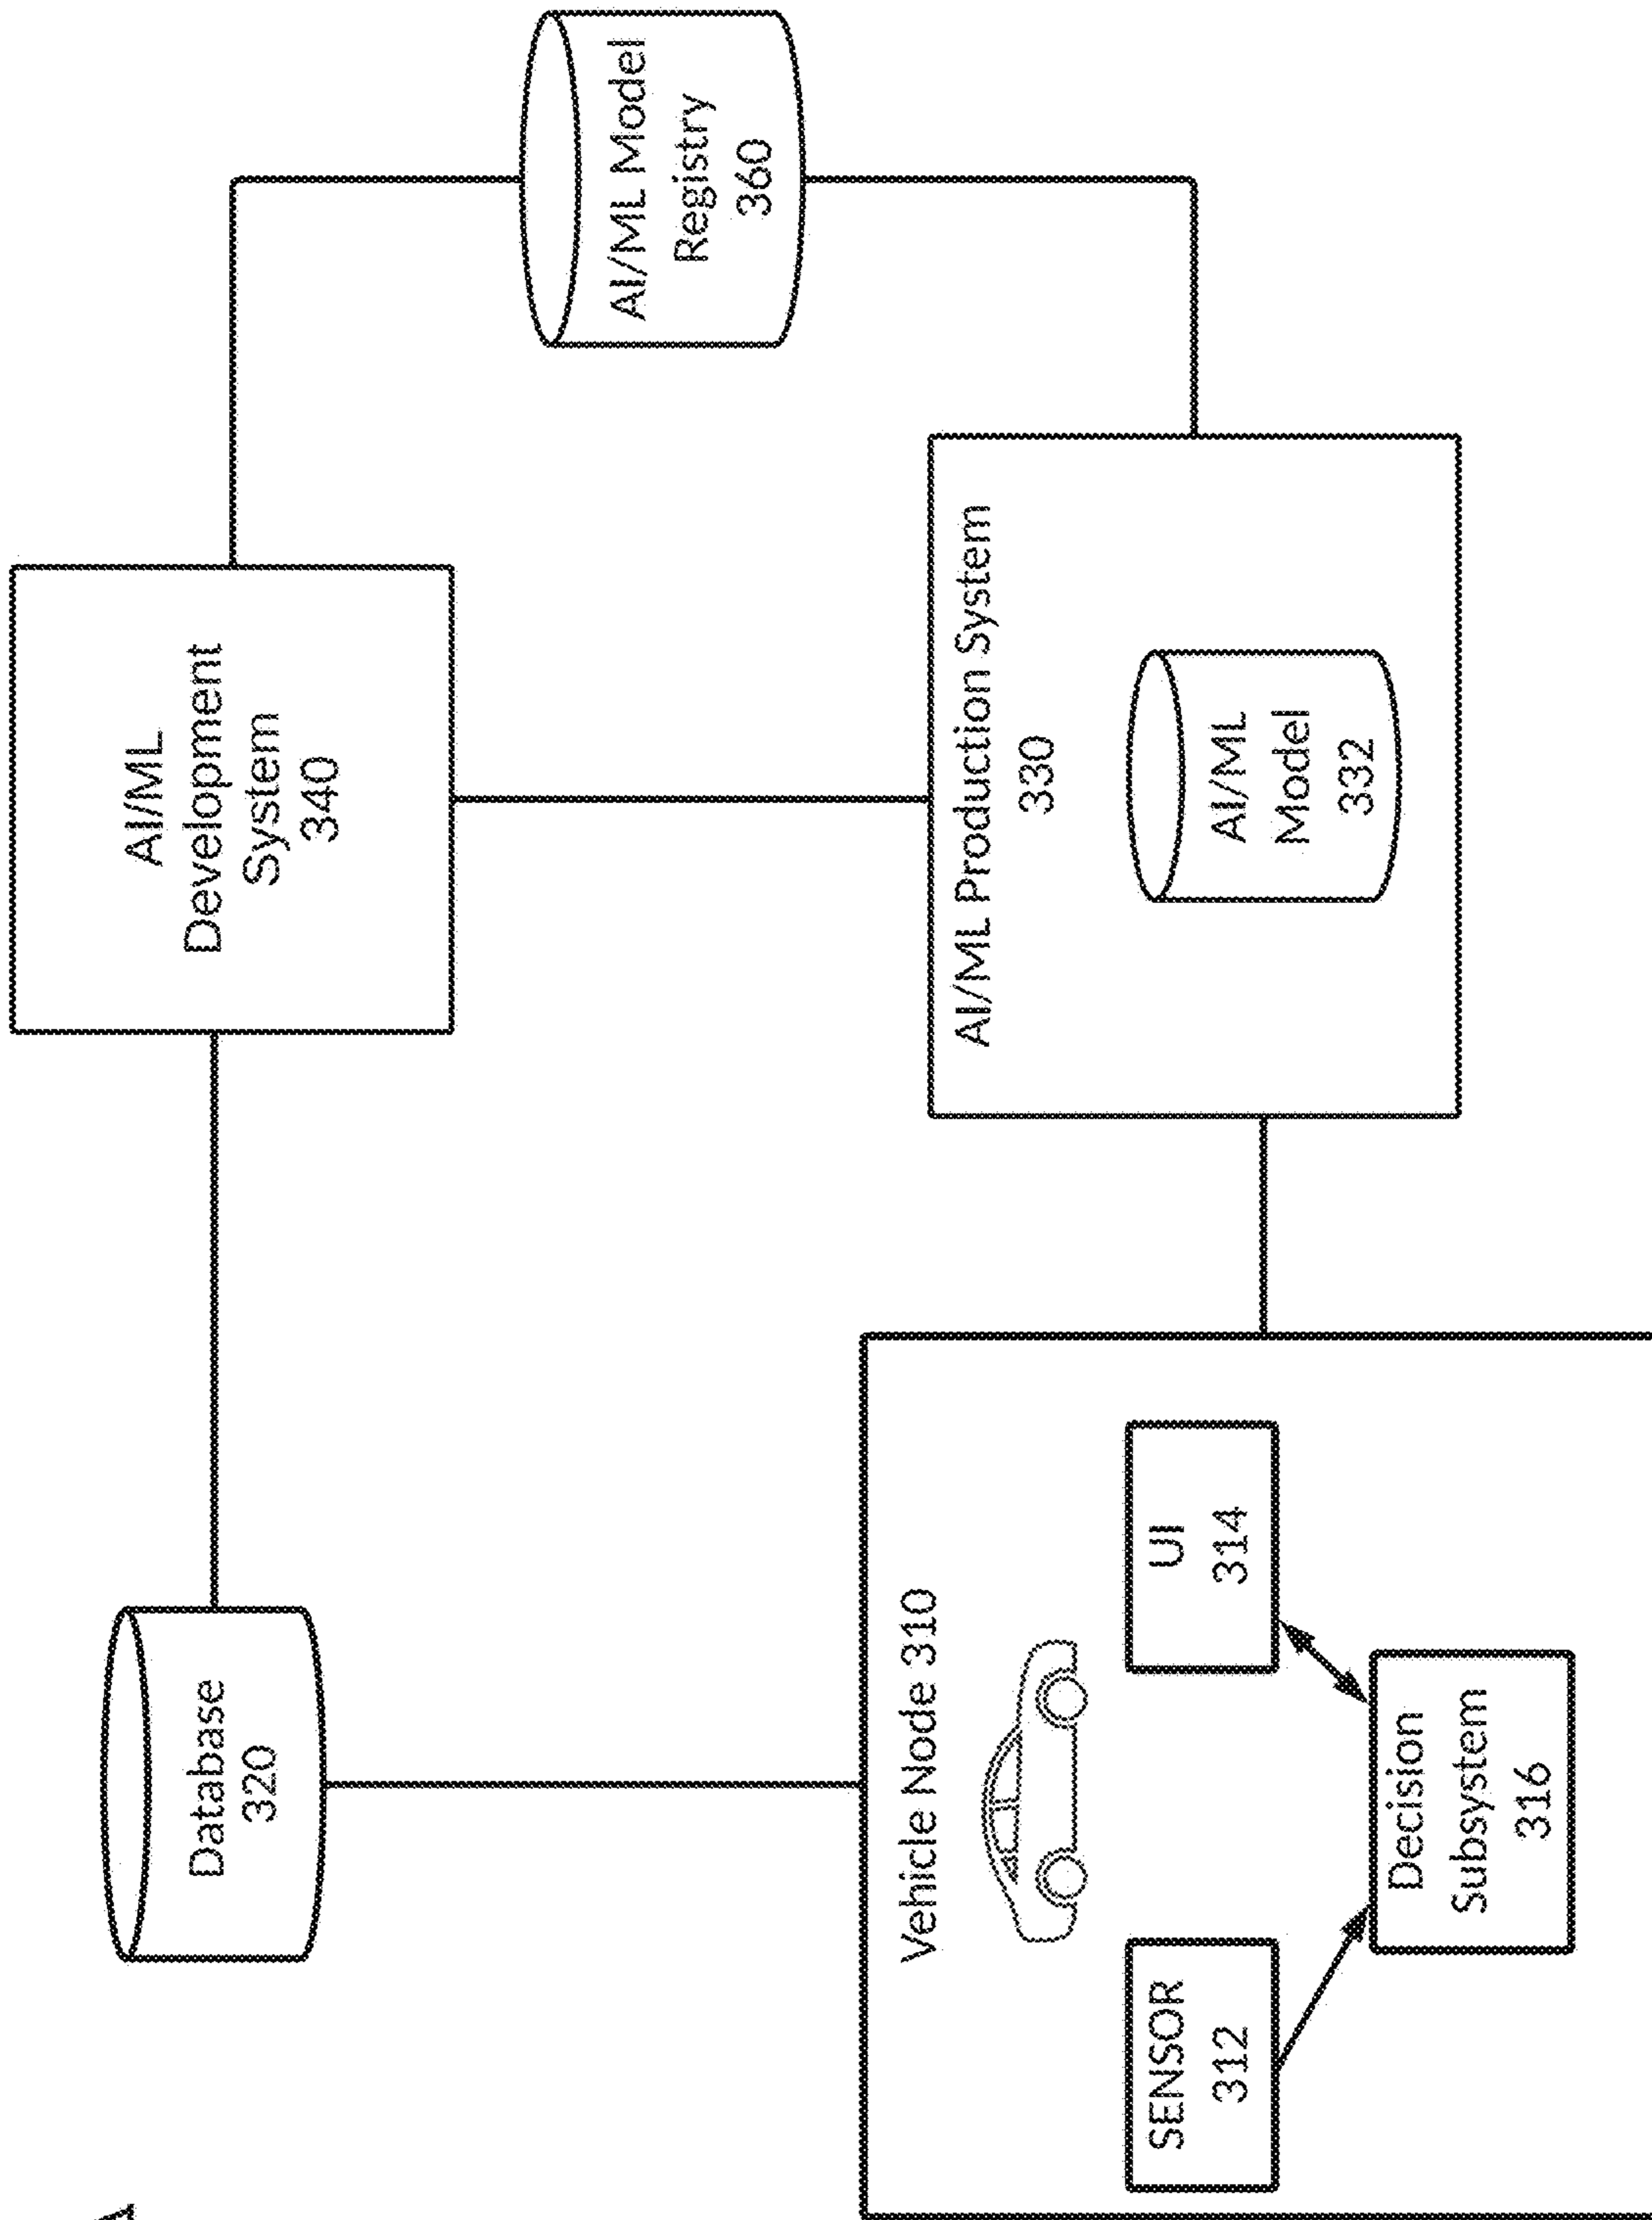 AI/ML
Development
System
340
Database
320
AI/ML Model
Registry
360
AI/ML Production System
330
AI/ML
Model
332
Vehicle Node 310
SENSOR
312
UI
314
Decision
Subsystem
316